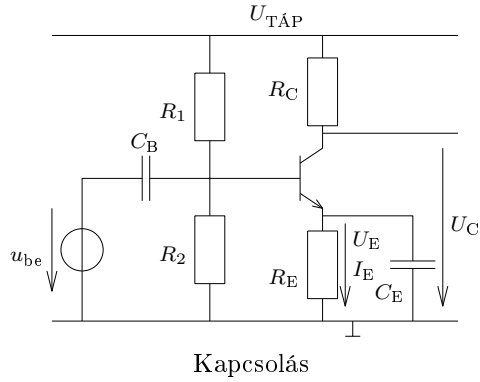 U_TÁP
R_C
R_1
C_B
R_2
u_be
R_E
U_E
I_E
C_E
U_C
Kapcsolás